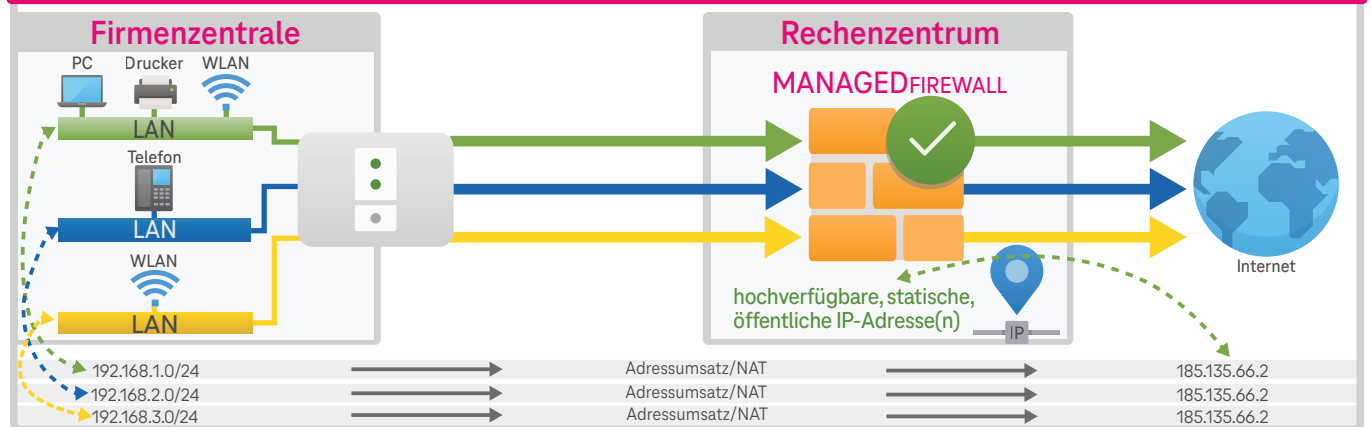 Firmenzentrale
PC Drucker WLAN
LAN
Telefon
LAN
WLAN
LAN
Rechenzentrum
MANAGEDFIREWALL
hochverfügbare, statische,
öffentliche IP-Adresse(n)
IP
Internet
192.168.1.0/24 Adressumsatz/NAT 185.135.66.2
192.168.2.0/24 Adressumsatz/NAT 185.135.66.2
192.168.3.0/24 Adressumsatz/NAT 185.135.66.2